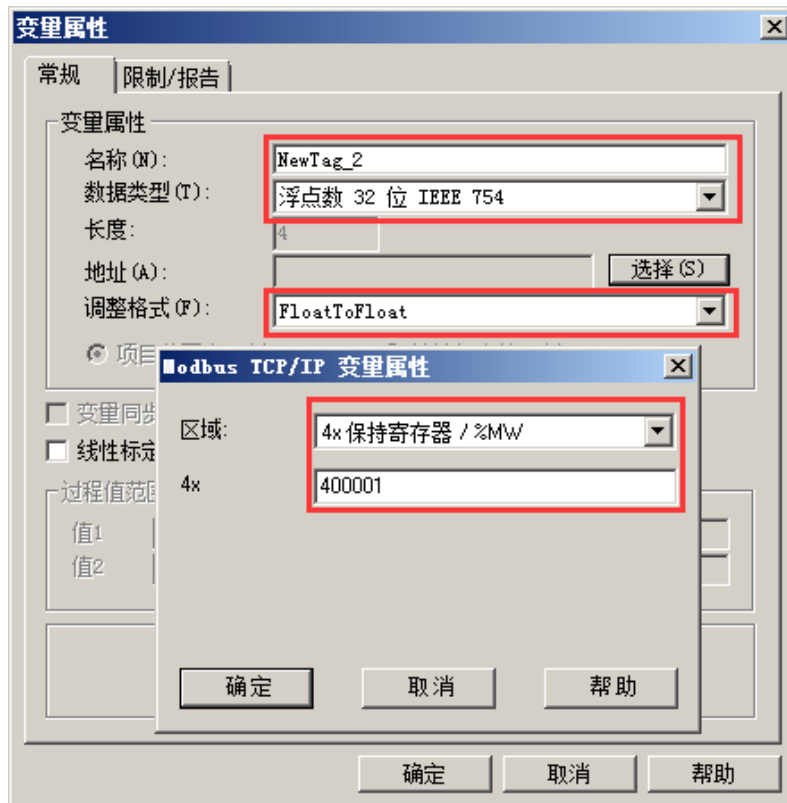 变量属性
常规 限制/报告
变量属性
名称(N): NewTag_2
数据类型(T): 浮点数 32 位 IEEE 754
长度: 4
地址(A): 选择(S)
调整格式(F): FloatToFloat
项目
Modbus TCP/IP 变量属性
变量同步
区域: 4x 保持寄存器 / %MW
线性标定
4x 400001
过程值范围
值1
值2
确定 取消 帮助
确定 取消 帮助